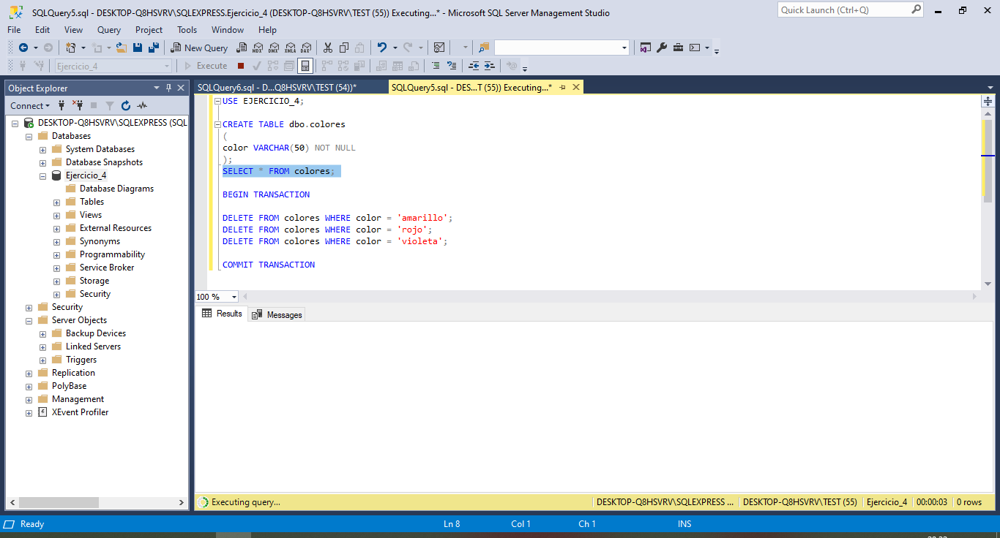 SQLQuery5.sql - DESKTOP-Q8HSVRV\SQLEXPRESS.Ejercicio_4 (DESKTOP-Q8HSVRV\TEST (55)) Executing...* - Microsoft SQL Server Management Studio
Quick Launch (Ctrl+Q)
File Edit View Query Project Tools Window Help
New Query
MDX DMX XMLA DAX
Ejercicio_4
Execute
Object Explorer
SQLQuery6.sql - D...Q8HSVRV\TEST (54))*
SQLQuery5.sql - DES...T (55)) Executing...*
Connect
DESKTOP-Q8HSVRV\SQLEXPRESS (SQL
Databases
System Databases
Database Snapshots
Ejercicio_4
Database Diagrams
Tables
Views
External Resources
Synonyms
Programmability
Service Broker
Storage
Security
Security
Server Objects
Backup Devices
Linked Servers
Triggers
Replication
PolyBase
Management
XEvent Profiler
USE EJERCICIO_4;
CREATE TABLE dbo.colores
(
color VARCHAR(50) NOT NULL
);
SELECT * FROM colores;
BEGIN TRANSACTION
DELETE FROM colores WHERE color = 'amarillo';
DELETE FROM colores WHERE color = 'rojo';
DELETE FROM colores WHERE color = 'violeta';
COMMIT TRANSACTION
100 %
Results Messages
Executing query...
DESKTOP-Q8HSVRV\SQLEXPRESS ...
DESKTOP-Q8HSVRV\TEST (55)
Ejercicio_4
00:00:03
0 rows
Ready
Ln 8
Col 1
Ch 1
INS